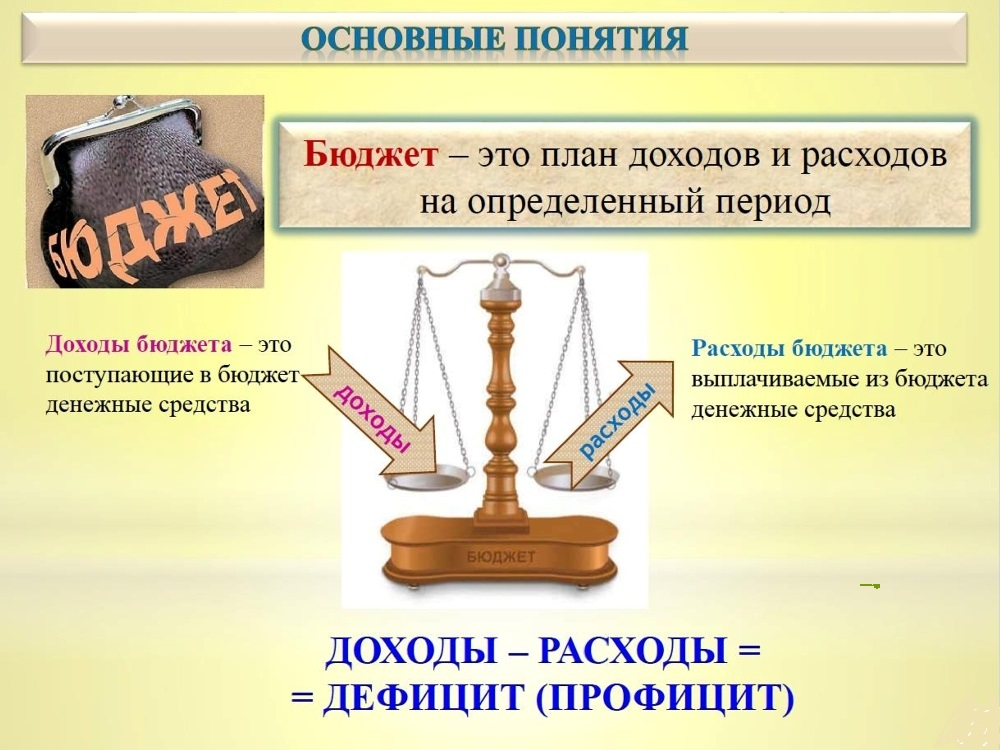 ОСНОВНЫЕ ПОНЯТИЯ
БЮДЖЕТ
Бюджет – это план доходов и расходов
на определенный период
Доходы бюджета – это
поступающие в бюджет
денежные средства
доходы
расходы
Расходы бюджета – это
выплачиваемые из бюджета
денежные средства
БЮДЖЕТ
ДОХОДЫ – РАСХОДЫ =
= ДЕФИЦИТ (ПРОФИЦИТ)